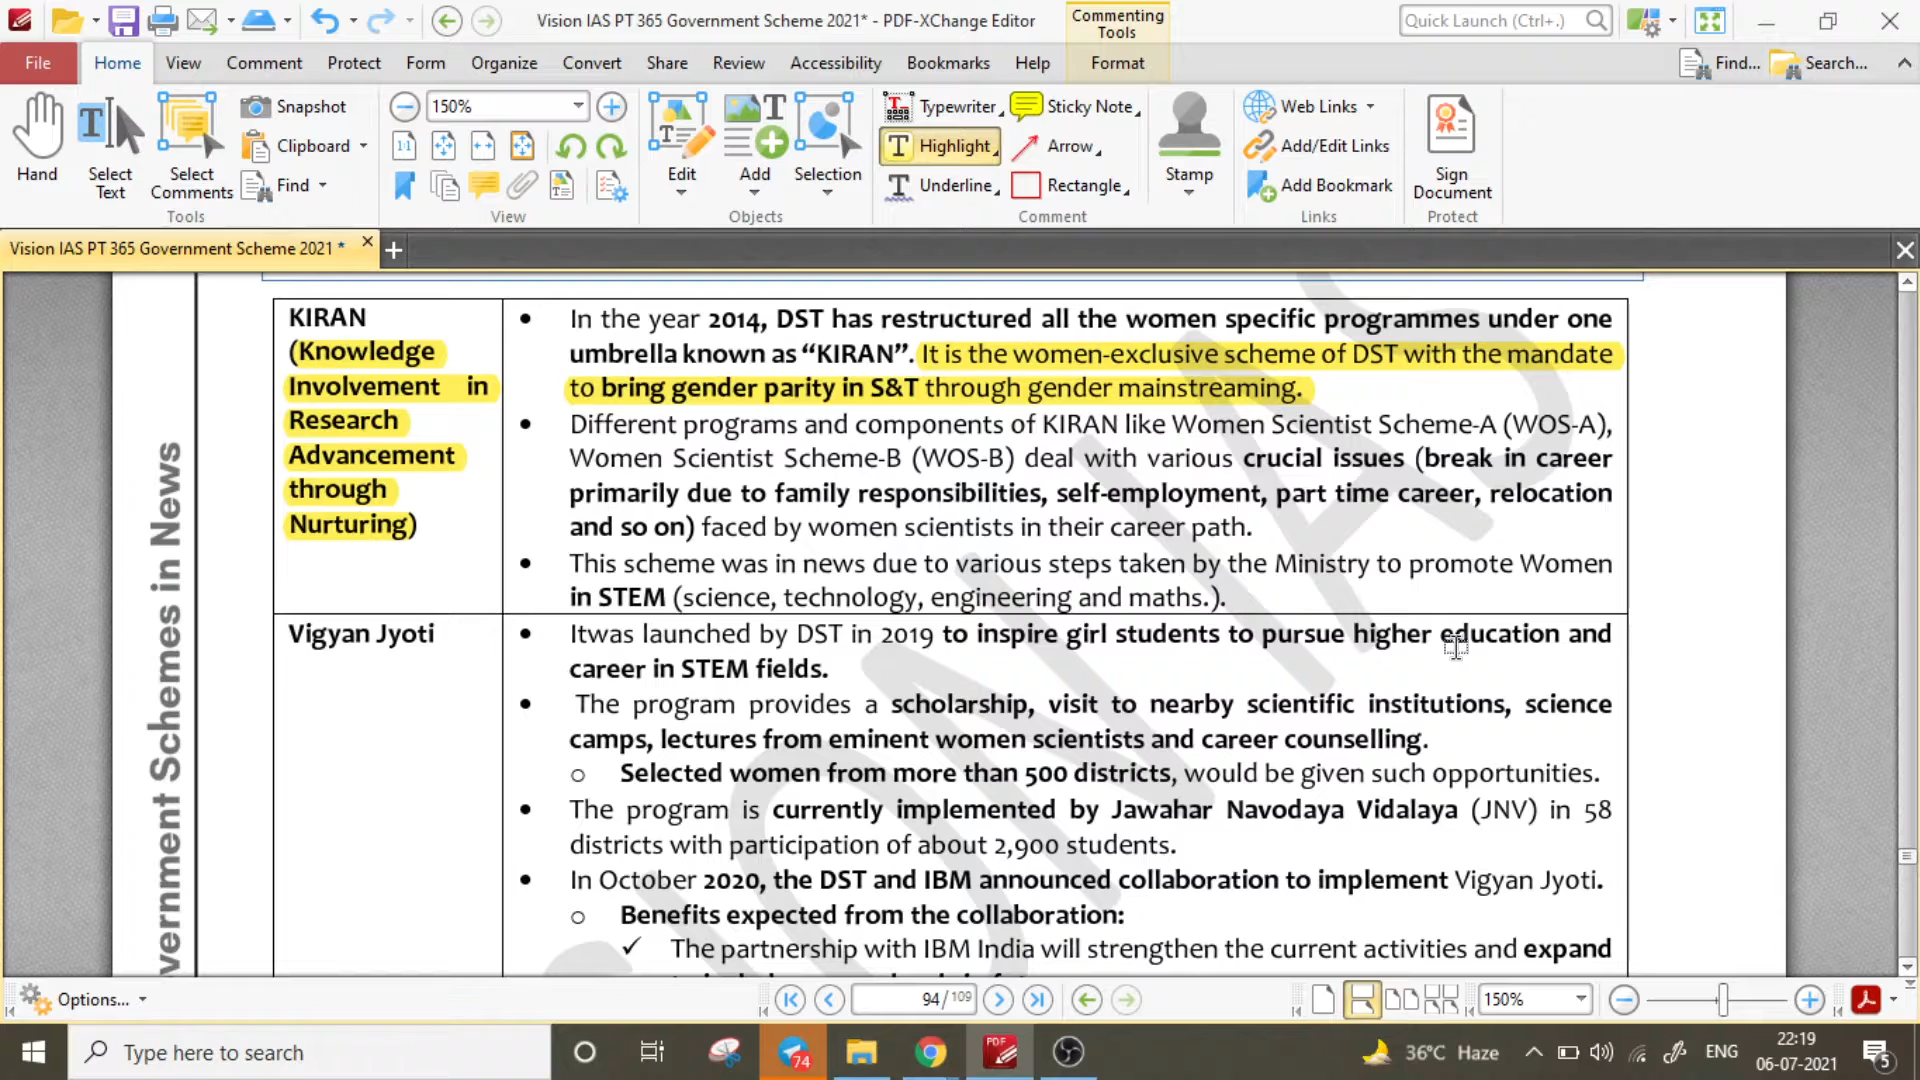 Vision IAS PT 365 Government Scheme 2021* - PDF-XChange Editor
Commenting Tools
Quick Launch (Ctrl+.)
File Home View Comment Protect Form Organize Convert Share Review Accessibility Bookmarks Help Format Find... Search...
Snapshot 150% Typewriter Sticky Note Web Links
Clipboard 1:1 Highlight Arrow Add/Edit Links
Hand Select Text Select Comments Find Edit Add Selection Underline Rectangle Stamp Add Bookmark Sign Document
Tools View Objects Comment Links Protect
Vision IAS PT 365 Government Scheme 2021 *
vernment Schemes in News
KIRAN
(Knowledge
Involvement in
Research
Advancement
through
Nurturing)
• In the year 2014, DST has restructured all the women specific programmes under one
umbrella known as “KIRAN”. It is the women-exclusive scheme of DST with the mandate
to bring gender parity in S&T through gender mainstreaming.
• Different programs and components of KIRAN like Women Scientist Scheme-A (WOS-A),
Women Scientist Scheme-B (WOS-B) deal with various crucial issues (break in career
primarily due to family responsibilities, self-employment, part time career, relocation
and so on) faced by women scientists in their career path.
• This scheme was in news due to various steps taken by the Ministry to promote Women
in STEM (science, technology, engineering and maths.).
Vigyan Jyoti
• Itwas launched by DST in 2019 to inspire girl students to pursue higher education and
career in STEM fields.
• The program provides a scholarship, visit to nearby scientific institutions, science
camps, lectures from eminent women scientists and career counselling.
o Selected women from more than 500 districts, would be given such opportunities.
• The program is currently implemented by Jawahar Navodaya Vidalaya (JNV) in 58
districts with participation of about 2,900 students.
• In October 2020, the DST and IBM announced collaboration to implement Vigyan Jyoti.
o Benefits expected from the collaboration:
✓ The partnership with IBM India will strengthen the current activities and expand
ION IAS
Options... 94 / 109 150%
Type here to search 74 PDF 36°C Haze ENG 22:19
06-07-2021 5